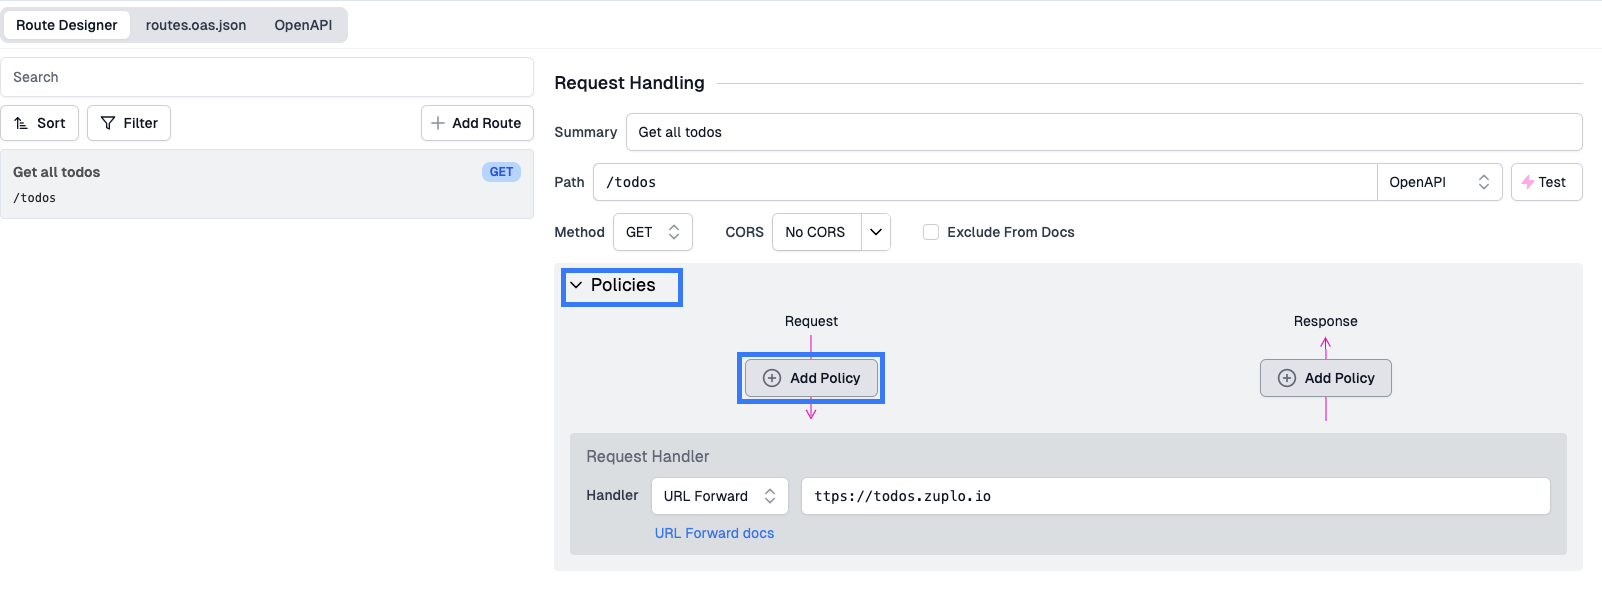 Route Designer routes.oas.json OpenAPI
Search
Sort Filter Add Route
Get all todos GET
/todos
Request Handling
Summary Get all todos
Path /todos OpenAPI Test
Method GET CORS No CORS Exclude From Docs
Policies
Request Response
Add Policy Add Policy
Request Handler
Handler URL Forward ttps://todos.zuplo.io
URL Forward docs